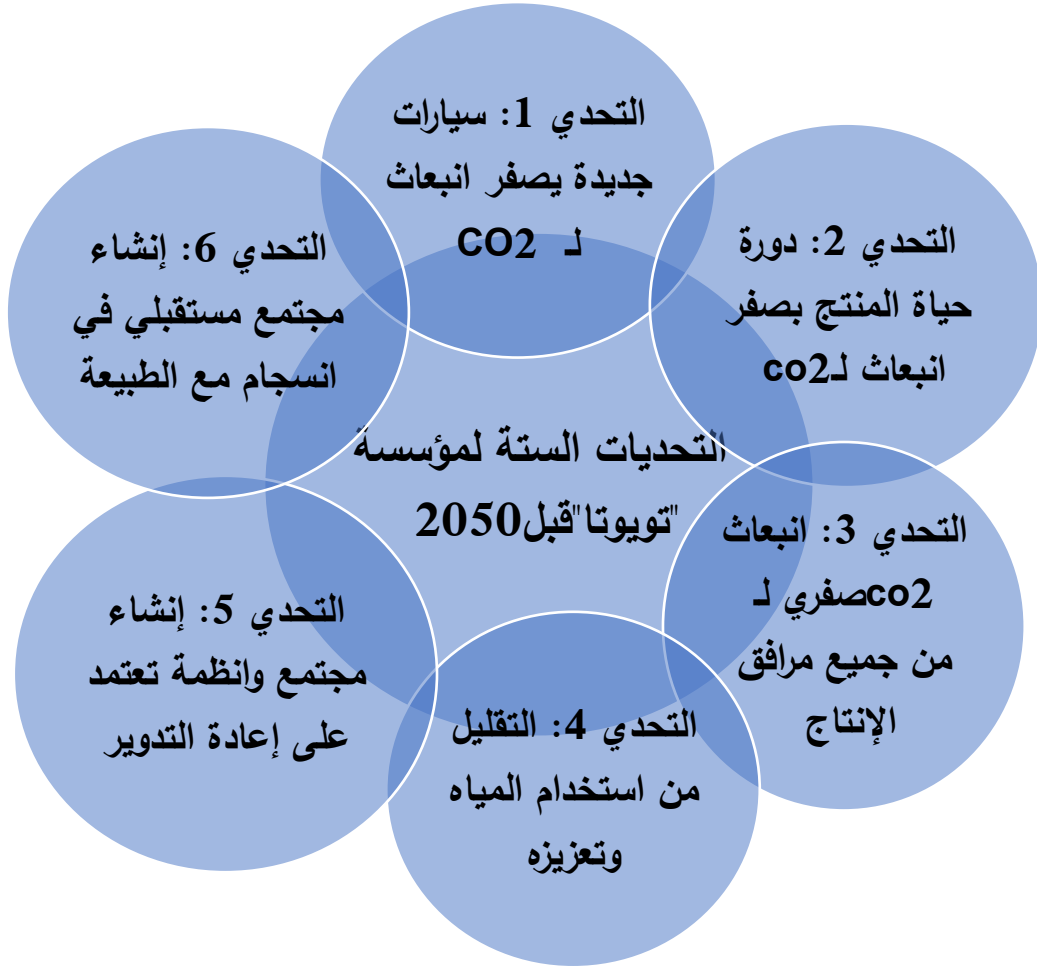 التحدي 1: سيارات
جديدة يصفر انبعاث
لـ CO2
التحدي 2: دورة
حياة المنتج بصفر
انبعاث لـco2
التحدي 3: انبعاث
صفري لـ co2
من جميع مرافق
الإنتاج
التحدي 4: التقليل
من استخدام المياه
وتعزيزه
التحدي 5: إنشاء
مجتمع وانظمة تعتمد
على إعادة التدوير
التحدي 6: إنشاء
مجتمع مستقبلي في
انسجام مع الطبيعة
التحديات الستة لمؤسسة
"تويوتا"قبل2050